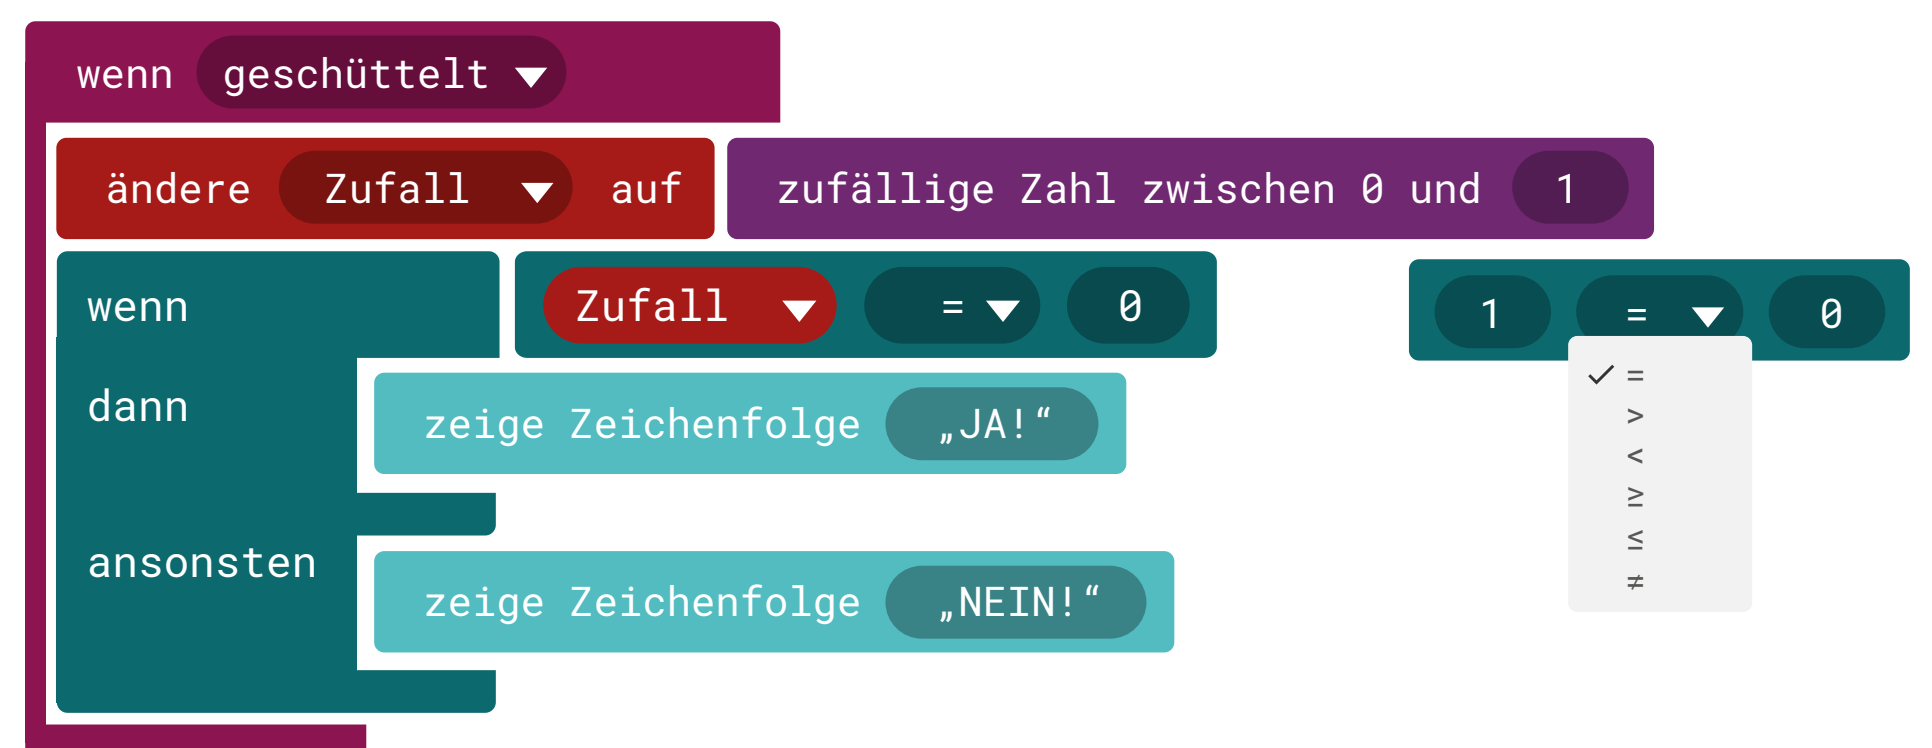 wenn geschüttelt
ändere Zufall auf zufällige Zahl zwischen 0 und 1
wenn Zufall = 0
dann zeige Zeichenfolge „JA!“
ansonsten zeige Zeichenfolge „NEIN!“
1 = 0
✓ =
>
<
≥
≤
≠